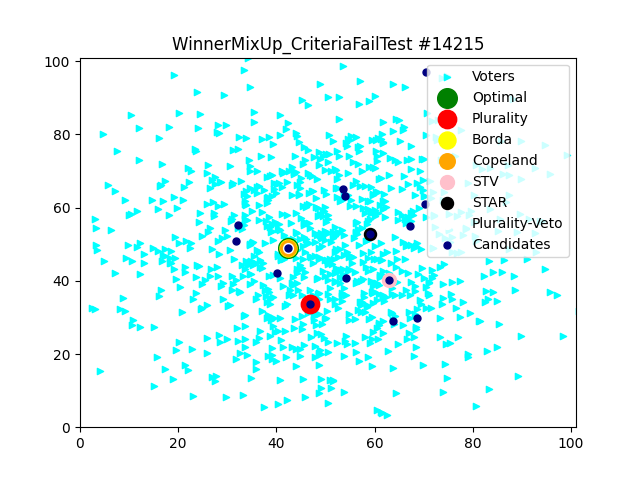 WinnerMixUp_CriteriaFailTest #14215
100
80
60
40
20
0
0 20 40 60 80 100
Voters
Optimal
Plurality
Borda
Copeland
STV
STAR
Plurality-Veto
Candidates